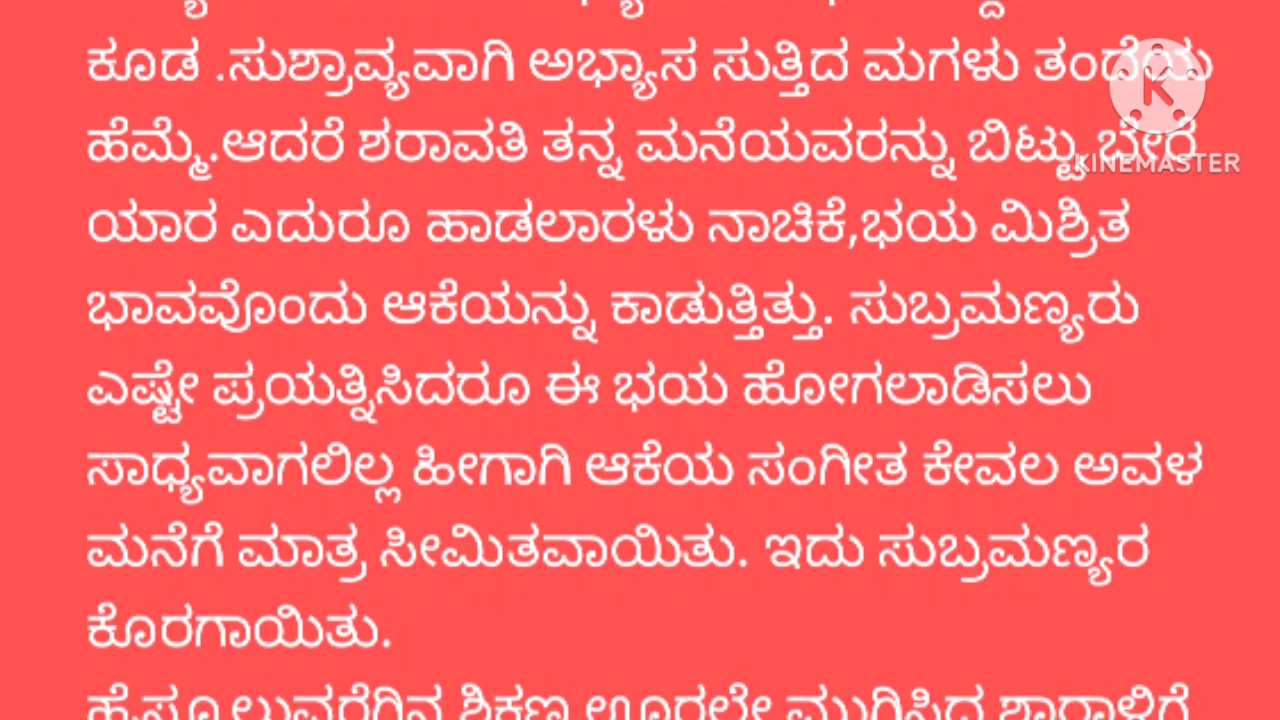 ಕೂಡ .ಸುಶ್ರಾವ್ಯವಾಗಿ ಅಭ್ಯಾಸ ಸುತ್ತಿದ ಮಗಳು ತಂದೆಯ
ಹೆಮ್ಮೆ.ಆದರೆ ಶರಾವತಿ ತನ್ನ ಮನೆಯವರನ್ನು ಬಿಟ್ಟು ಬೇರೆ
KINEMASTER
ಯಾರ ಎದುರೂ ಹಾಡಲಾರಳು ನಾಚಿಕೆ,ಭಯ ಮಿಶ್ರಿತ
ಭಾವವೊಂದು ಆಕೆಯನ್ನು ಕಾಡುತ್ತಿತ್ತು. ಸುಬ್ರಮಣ್ಯರು
ಎಷ್ಟೇ ಪ್ರಯತ್ನಿಸಿದರೂ ಈ ಭಯ ಹೋಗಲಾಡಿಸಲು
ಸಾಧ್ಯವಾಗಲಿಲ್ಲ ಹೀಗಾಗಿ ಆಕೆಯ ಸಂಗೀತ ಕೇವಲ ಅವಳ
ಮನೆಗೆ ಮಾತ್ರ ಸೀಮಿತವಾಯಿತು. ಇದು ಸುಬ್ರಮಣ್ಯರ
ಕೊರಗಾಯಿತು.